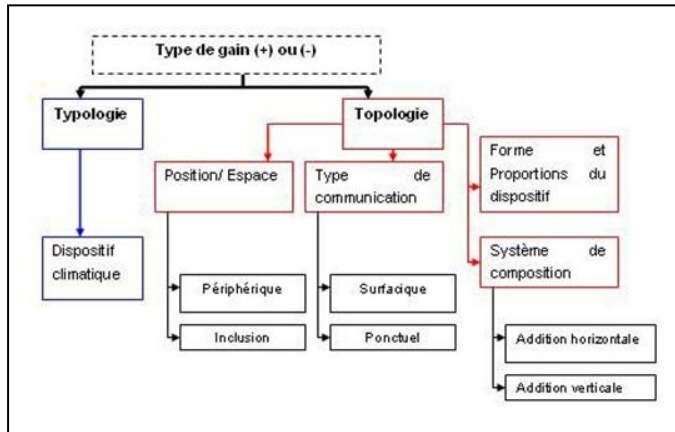 Type de gain (+) ou (-)
Typologie
Topologie
Position/ Espace
Type de
communication
Forme et
Proportions du
dispositif
Dispositif
climatique
Système de
composition
Périphérique
Surfacique
Inclusion
Ponctuel
Addition horizontale
Addition verticale